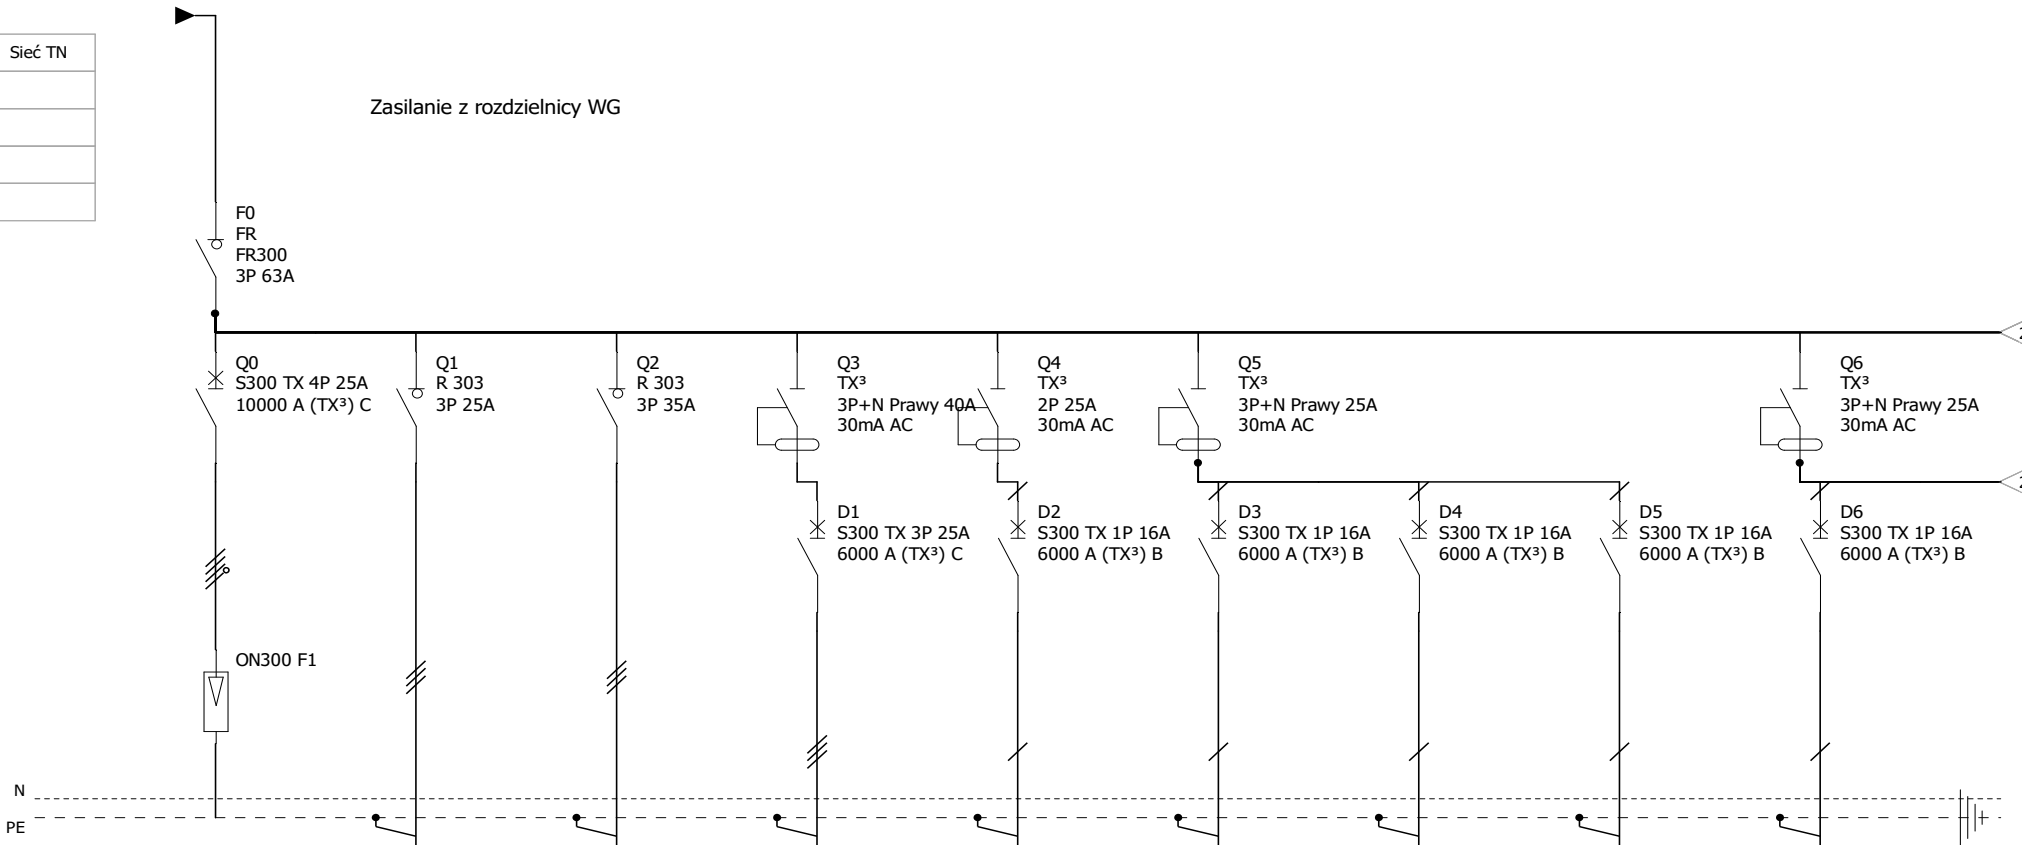 Sieć TN
Zasilanie z rozdzielnicy WG
F0
FR
FR300
3P 63A
Q0
S300 TX 4P 25A
10000 A (TX³) C
Q1
R 303
3P 25A
Q2
R 303
3P 35A
Q3
TX³
3P+N Prawy 40A
30mA AC
Q4
TX³
2P 25A
30mA AC
Q5
TX³
3P+N Prawy 25A
30mA AC
Q6
TX³
3P+N Prawy 25A
30mA AC
D1
S300 TX 3P 25A
6000 A (TX³) C
D2
S300 TX 1P 16A
6000 A (TX³) B
D3
S300 TX 1P 16A
6000 A (TX³) B
D4
S300 TX 1P 16A
6000 A (TX³) B
D5
S300 TX 1P 16A
6000 A (TX³) B
D6
S300 TX 1P 16A
6000 A (TX³) B
ON300 F1
N
PE